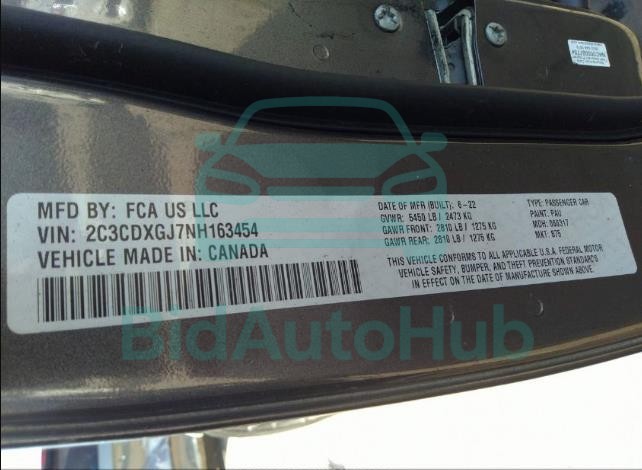 MFD BY: FCA US LLC
VIN: 2C3CDXGJ7NH163454
VEHICLE MADE IN: CANADA
DATE OF MFR (BUILT): 6-22
GVWR: 5450 LB / 2473 KG
GAWR FRONT: 2810 LB / 1275 KG
GAWR REAR: 2810 LB / 1275 KG
TYPE: PASSENGER CAR
PAINT: PAU
MDH: 060317
MKT:
THIS VEHICLE CONFORMS TO ALL APPLICABLE U.S.A. FEDERAL MOTOR
VEHICLE SAFETY, BUMPER, AND THEFT PREVENTION STANDARDS
IN EFFECT ON THE DATE OF MANUFACTURE SHOWN ABOVE.
BidAutoHub